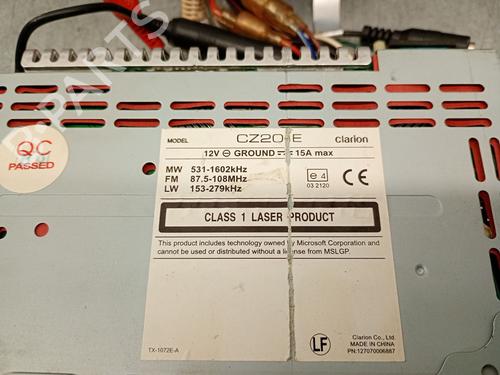 QC
PASSED
MODEL CZ20 E clarion
12V ⊖ GROUND 15A max
MW 531-1602kHz
FM 87.5-108MHz
LW 153-279kHz
e 4
03 2120
CE
CLASS 1 LASER PRODUCT
This product includes technology owned by Microsoft Corporation and
cannot be used or distributed without a license from MSLGP.
TX-1072E-A
LF
Clarion Co., Ltd.
MADE IN CHINA
PN:127070006887